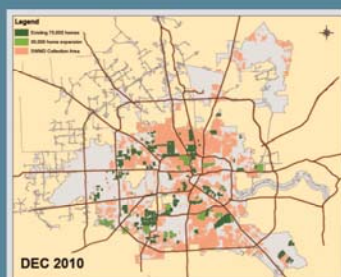 Legend
Existing 70,000 homes
90,000 home expansion
SWMD Collection Area
DEC 2010